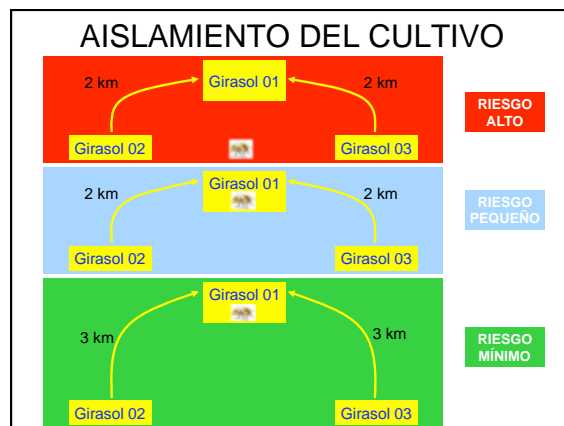 AISLAMIENTO DEL CULTIVO
2 km
Girasol 01
2 km
Girasol 02
Girasol 03
RIESGO
ALTO
2 km
Girasol 01
2 km
Girasol 02
Girasol 03
RIESGO
PEQUEÑO
Girasol 01
3 km
3 km
Girasol 02
Girasol 03
RIESGO
MÍNIMO